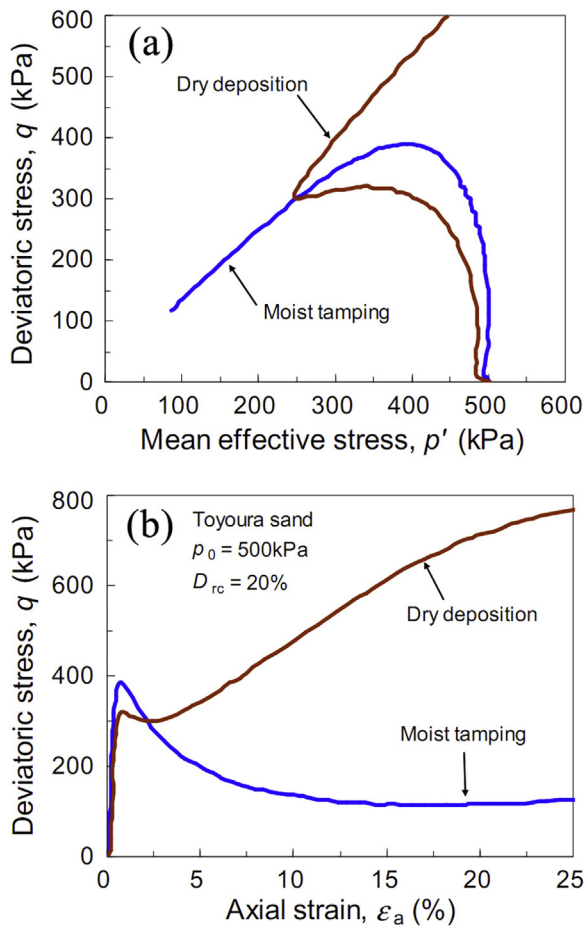 (a)
600
500
400
300
200
100
0
Deviatoric stress, q (kPa)
Dry deposition
Moist tamping
0 100 200 300 400 500 600
Mean effective stress, p′ (kPa)
(b)
800
600
400
200
0
Deviatoric stress, q (kPa)
Toyoura sand
p0 = 500kPa
Drc = 20%
Dry deposition
Moist tamping
0 5 10 15 20 25
Axial strain, εa (%)